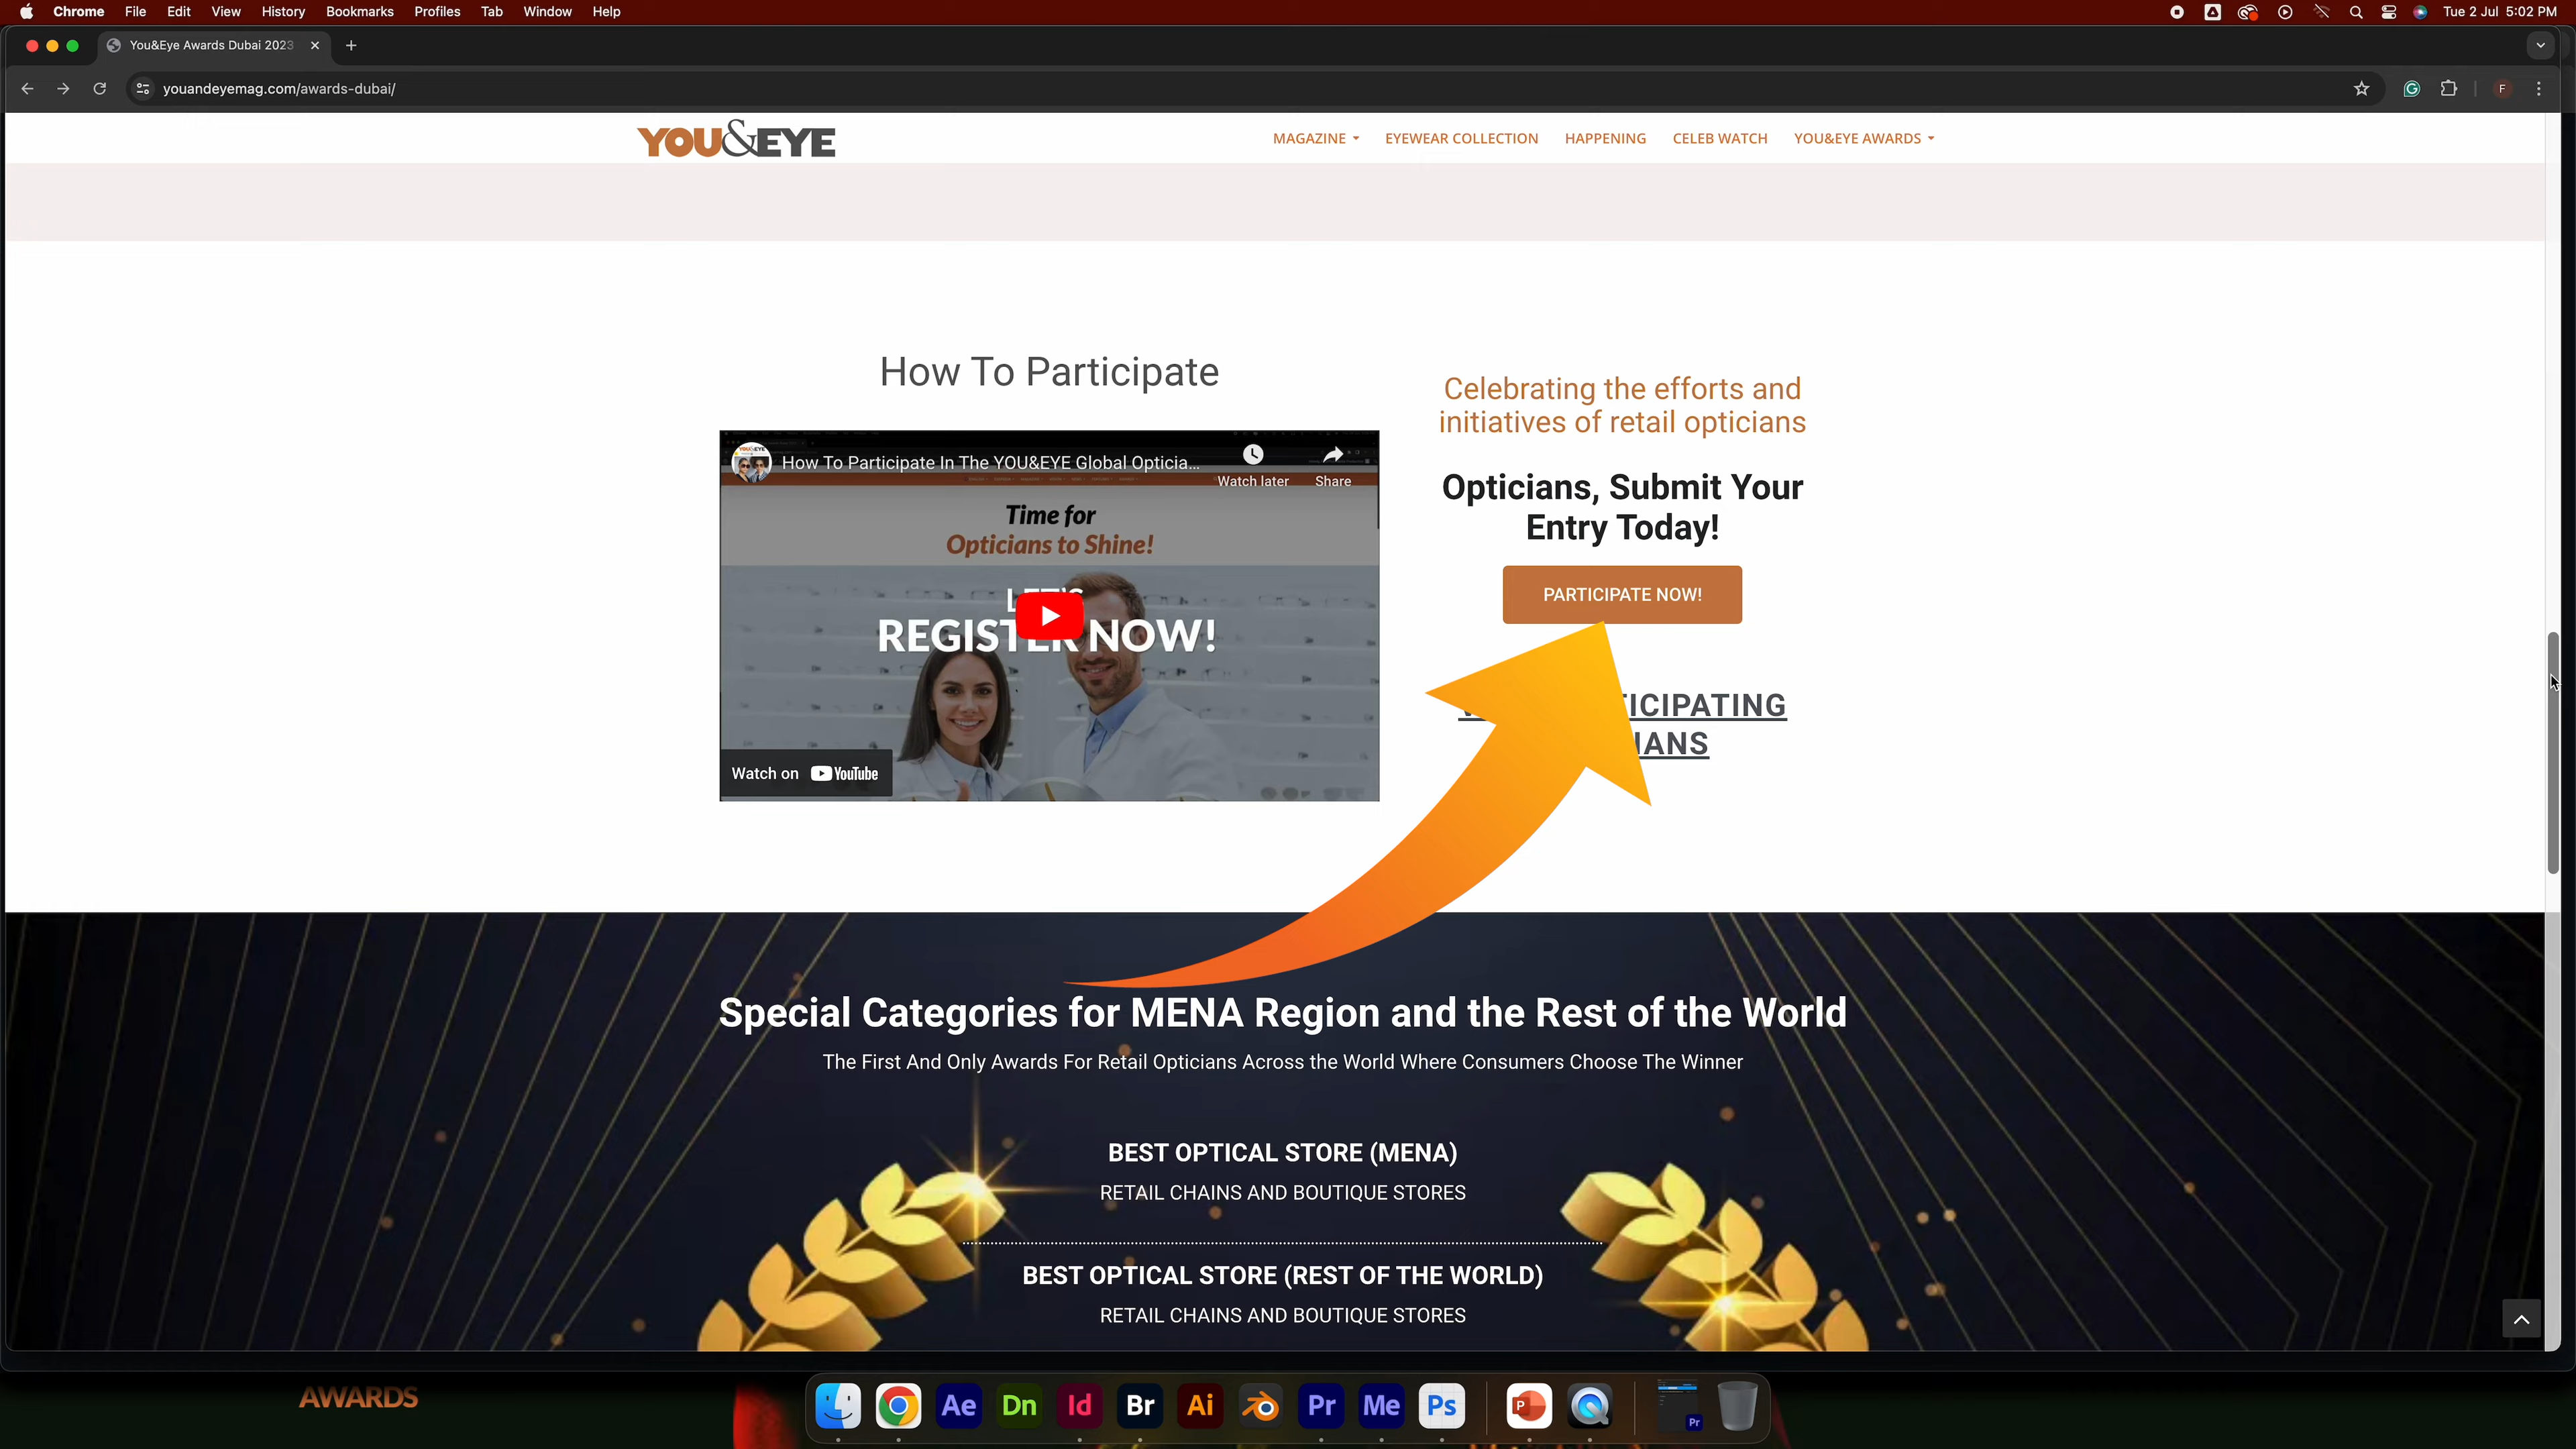 Chrome File Edit View History Bookmarks Profiles Tab Window Help
Tue 2 Jul 5:02 PM
You&Eye Awards Dubai 2023
youandeyemag.com/awards-dubai/
F
YOU&EYE
MAGAZINE
EYEWEAR COLLECTION
HAPPENING
CELEB WATCH
YOU&EYE AWARDS
How To Participate
How To Participate In The YOU&EYE Global Opticia...
Watch later
Share
Time for
Opticians to Shine!
LET'S
REGISTER NOW!
Watch on YouTube
Celebrating the efforts and
initiatives of retail opticians
Opticians, Submit Your
Entry Today!
PARTICIPATE NOW!
ICIPATING
IANS
Special Categories for MENA Region and the Rest of the World
The First And Only Awards For Retail Opticians Across the World Where Consumers Choose The Winner
BEST OPTICAL STORE (MENA)
RETAIL CHAINS AND BOUTIQUE STORES
BEST OPTICAL STORE (REST OF THE WORLD)
RETAIL CHAINS AND BOUTIQUE STORES
AWARDS
Ae
Dn
Id
Br
Ai
Pr
Me
Ps
P
Pr